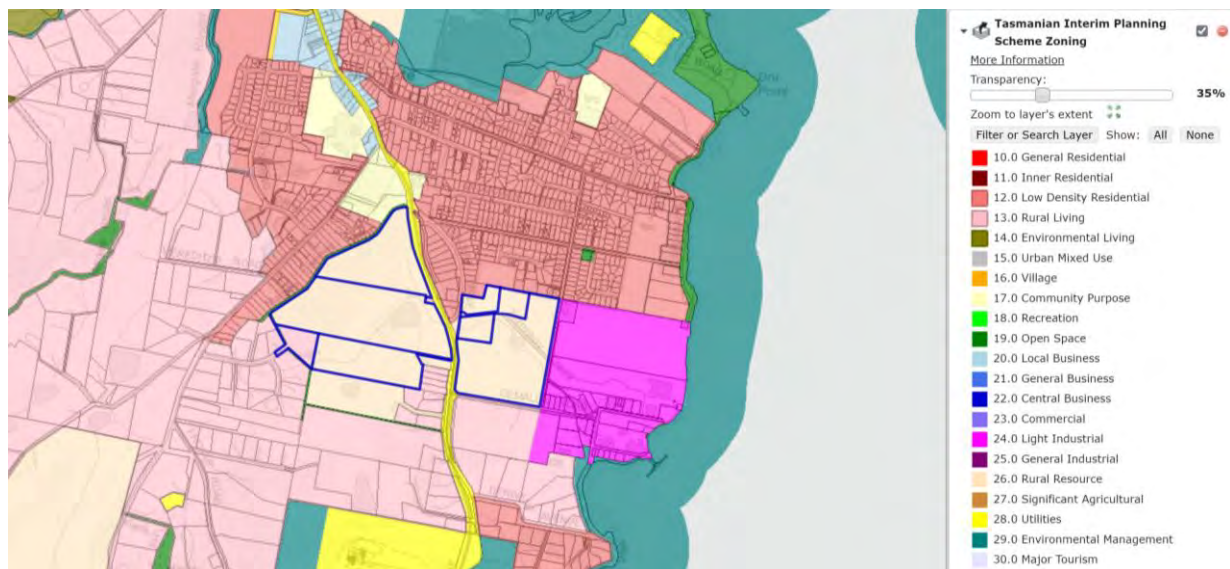 Tasmanian Interim Planning
Scheme Zoning
More Information
Transparency:
35%
Zoom to layer's extent
Filter or Search Layer Show: All None
10.0 General Residential
11.0 Inner Residential
12.0 Low Density Residential
13.0 Rural Living
14.0 Environmental Living
15.0 Urban Mixed Use
16.0 Village
17.0 Community Purpose
18.0 Recreation
19.0 Open Space
20.0 Local Business
21.0 General Business
22.0 Central Business
23.0 Commercial
24.0 Light Industrial
25.0 General Industrial
26.0 Rural Resource
27.0 Significant Agricultural
28.0 Utilities
29.0 Environmental Management
30.0 Major Tourism